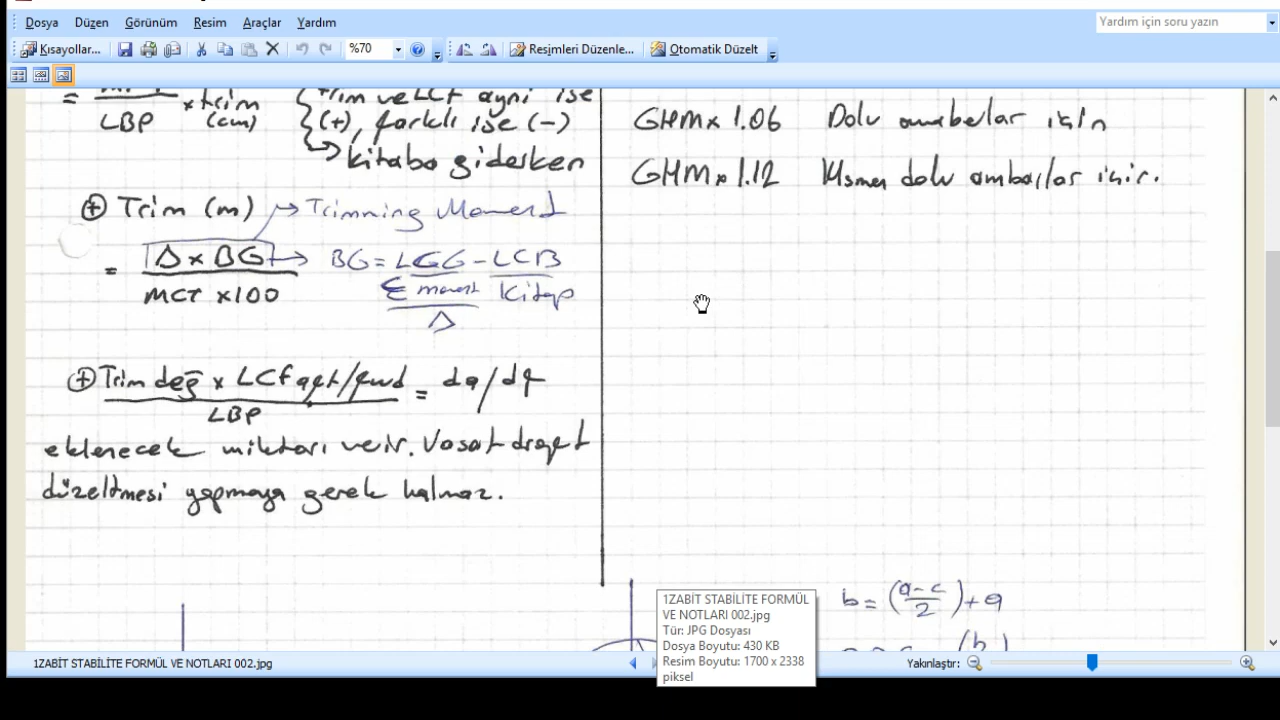 Dosya Düzen Görünüm Resim Araçlar Yardım
Yardım için soru yazın
Kısayollar...
%70
Resimleri Düzenle...
Otomatik Düzelt
= x trim
LBP (cm)
trim ve LCF ayni ise
(+), farklı ise (-)
kitaba giderken
⊕ Trim (m) → Trimning Moment
= Δ x BG → BG = LCG - LCB
MCT x100
Σ moment Kitap
Δ
⊕ Trim değ x LCf aft/fwd = da/df
LBP
eklenecek miktarı verir. Vasat draft
düzeltmesi yapmaya gerek kalmaz.
GHM x 1.06 Dolu ambarlar için
GHM x 1.12 Kısmen dolu ambarlar için.
b = (a-c/2) + a
1ZABİT STABİLİTE FORMÜL
VE NOTLARI 002.jpg
Tür: JPG Dosyası
Dosya Boyutu: 430 KB
Resim Boyutu: 1700 x 2338
piksel
1ZABİT STABİLİTE FORMÜL VE NOTLARI 002.jpg
Yakınlaştır: